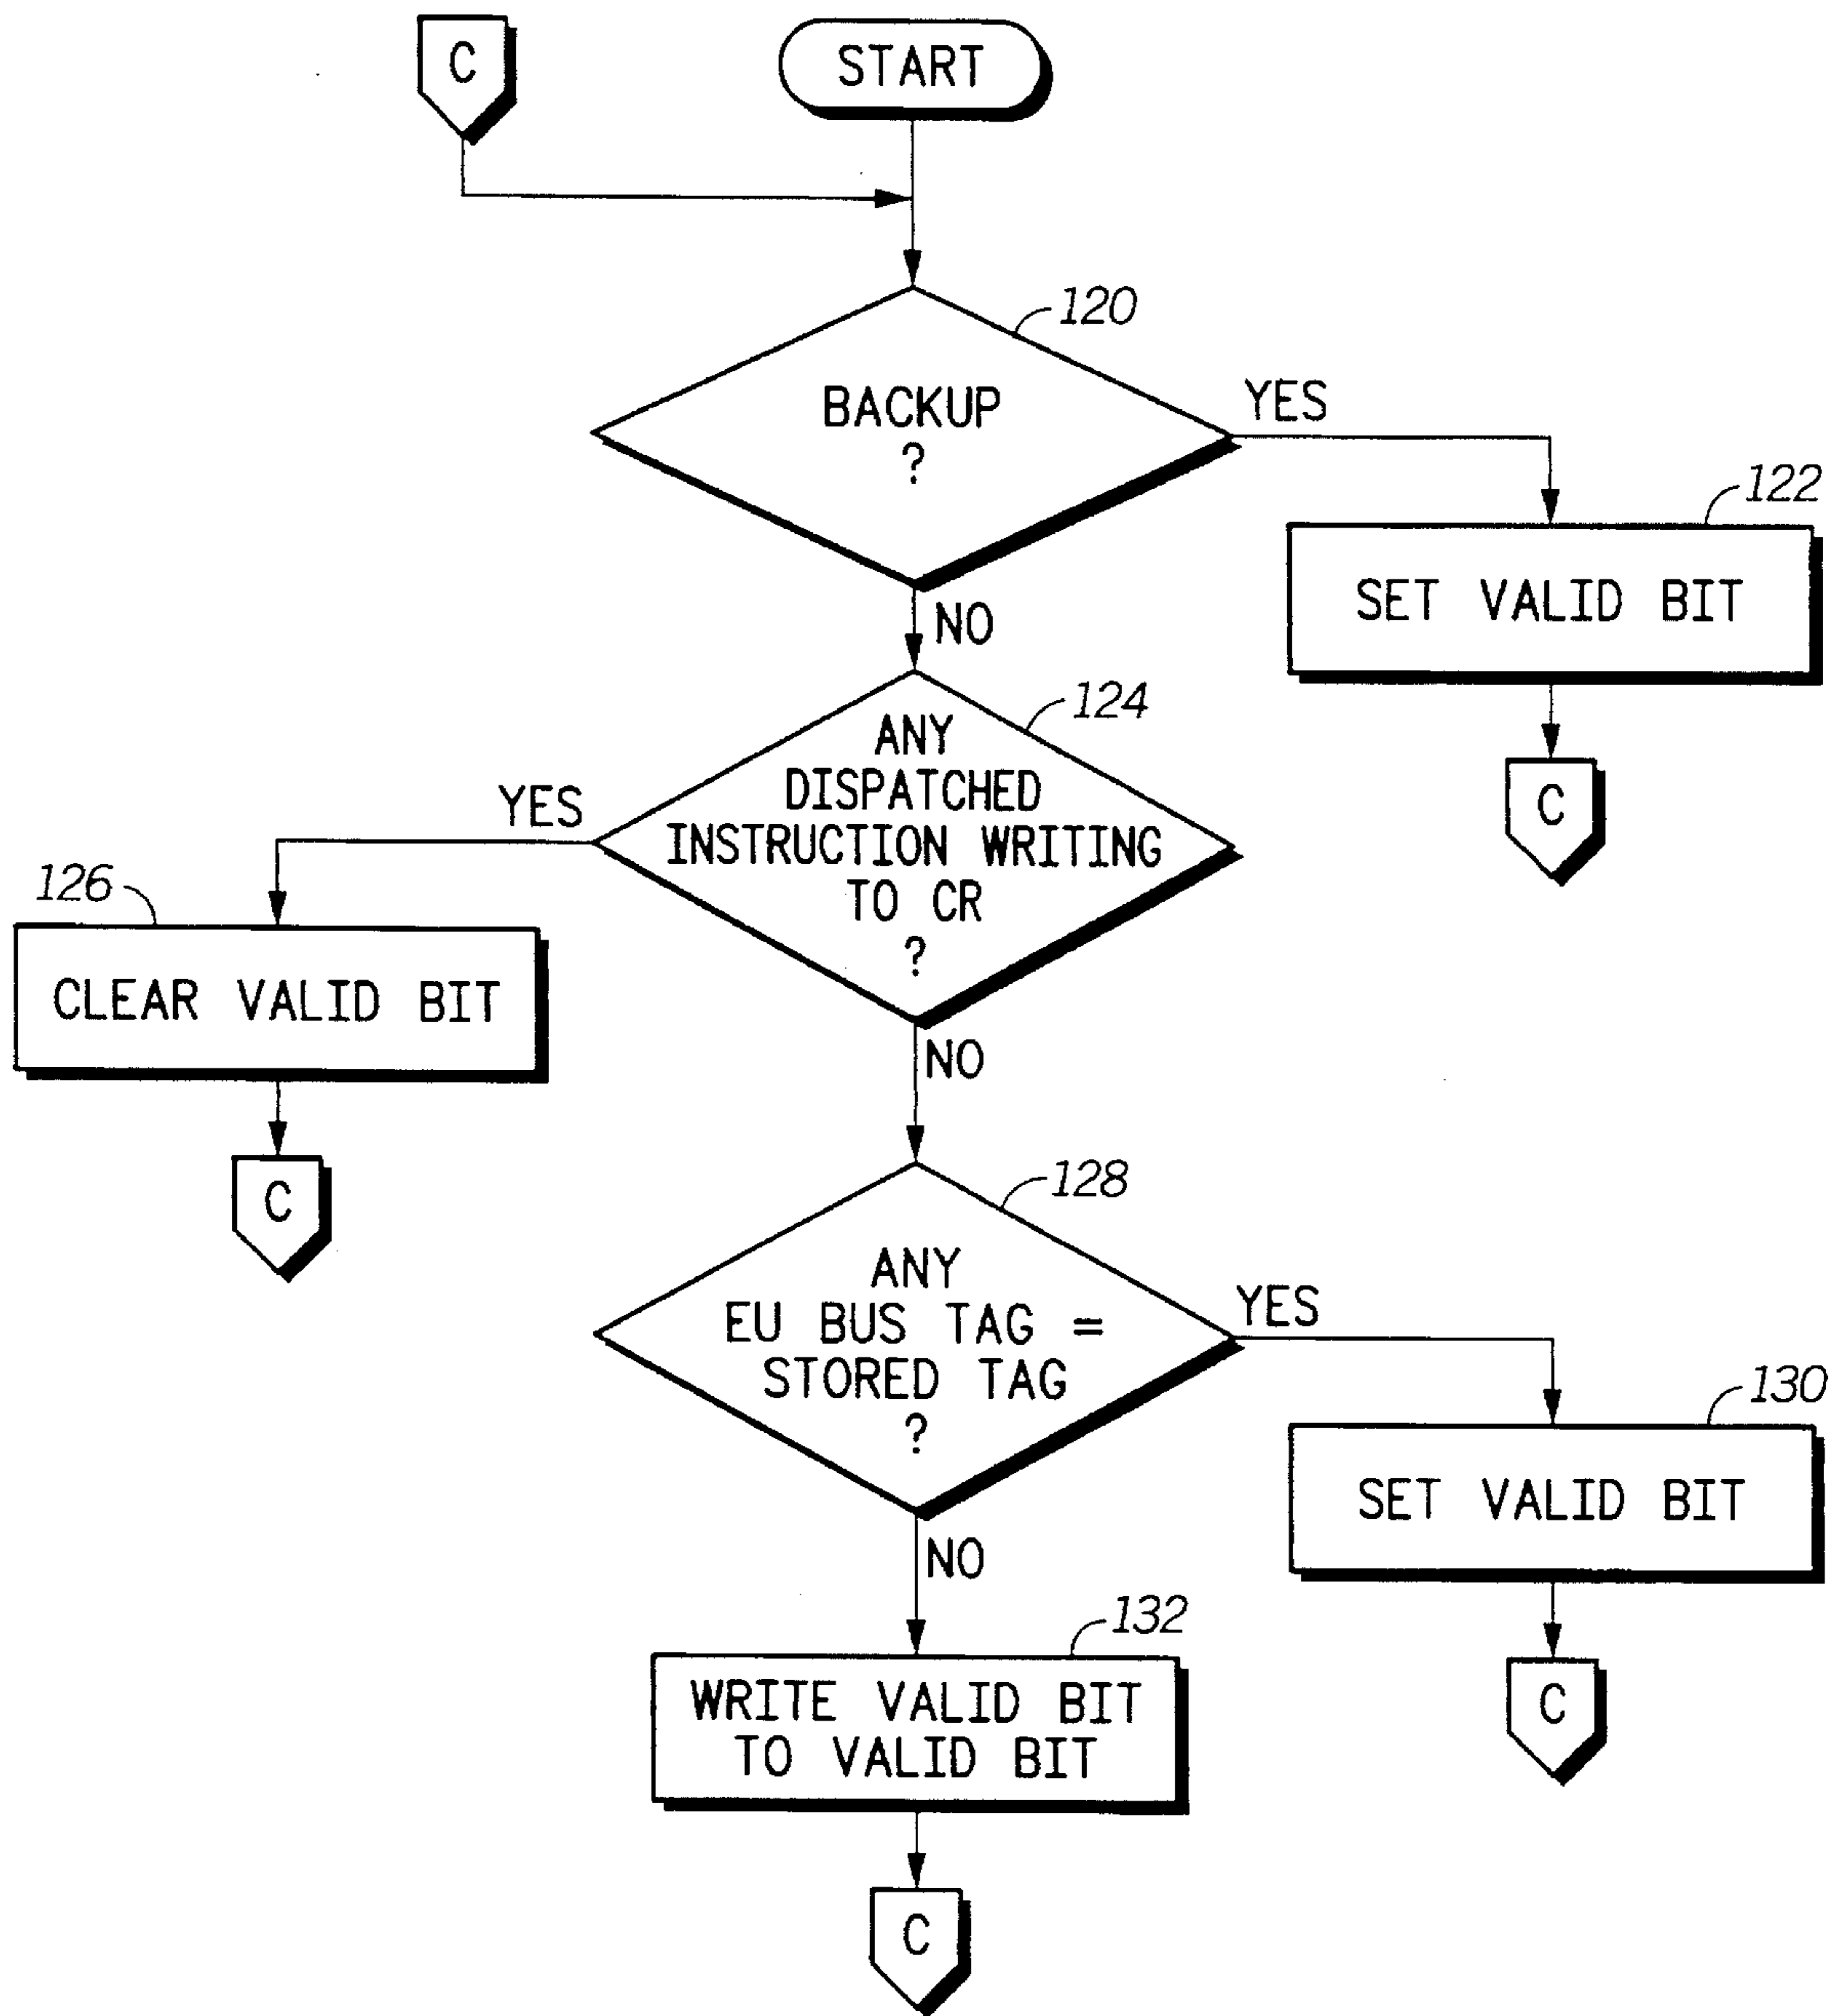 C
START
120
BACKUP
?
YES
122
SET VALID BIT
NO
C
124
ANY
DISPATCHED
INSTRUCTION WRITING
TO CR
?
YES
126
CLEAR VALID BIT
C
NO
128
ANY
EU BUS TAG =
STORED TAG
?
YES
130
SET VALID BIT
C
NO
132
WRITE VALID BIT
TO VALID BIT
C